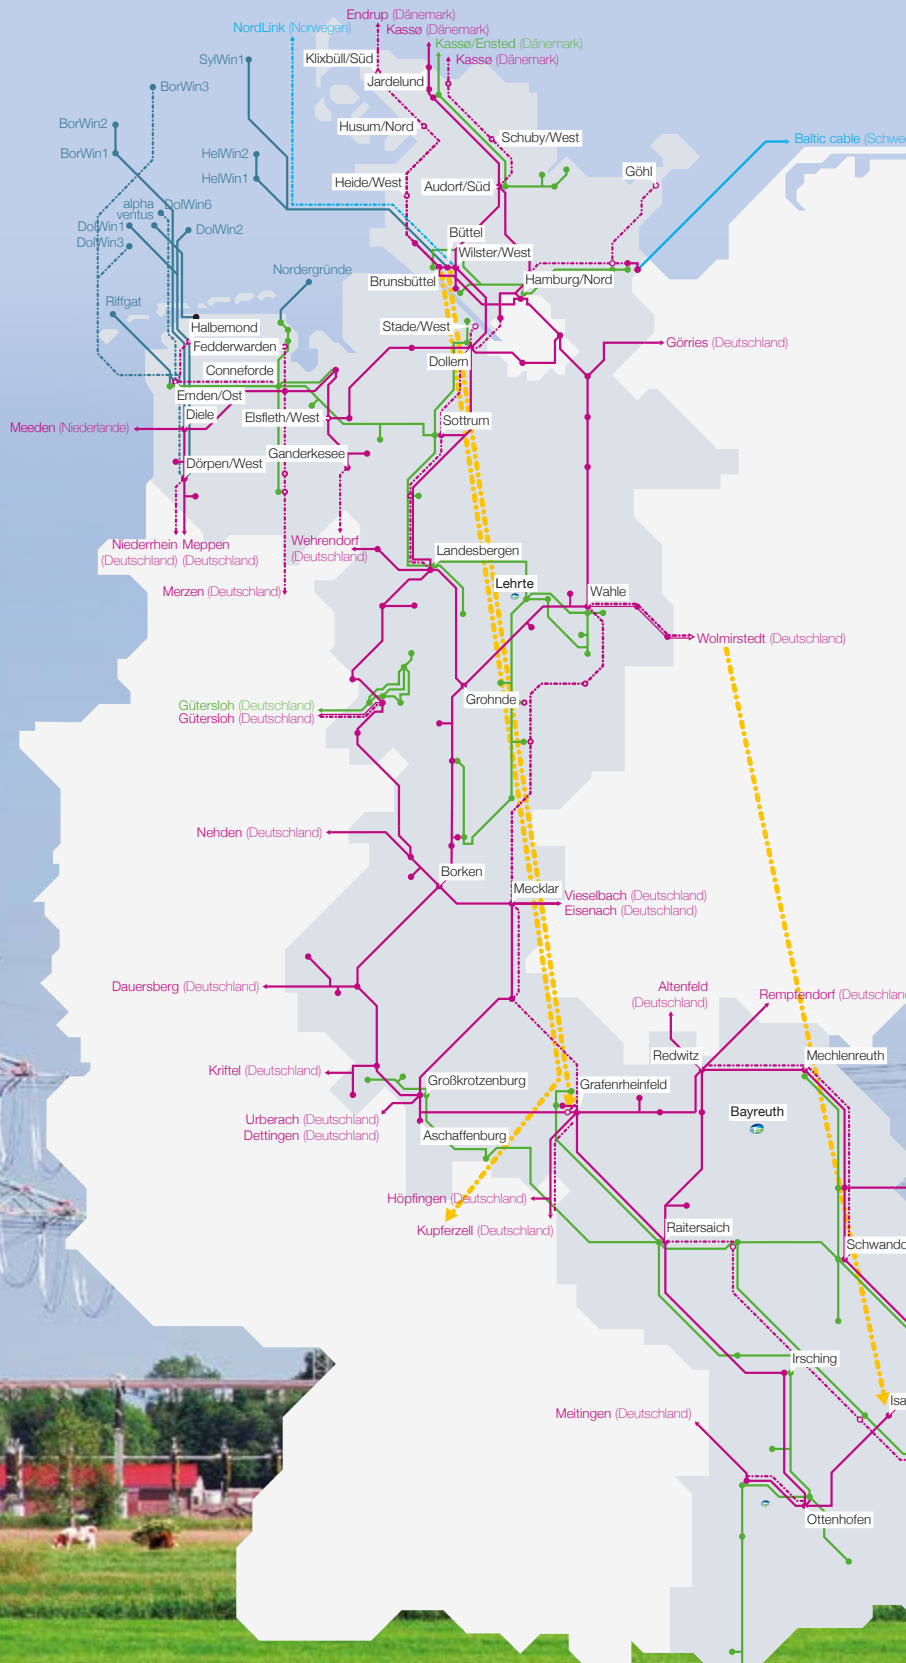 Endrup (Dänemark)
NordLink (Norwegen)
Kassø (Dänemark)
Kassø/Ensted (Dänemark)
SylWin1
Klixbüll/Süd
Kassø (Dänemark)
Jardelund
BorWin3
BorWin2
Husum/Nord
Schuby/West
Baltic cable
BorWin1
HelWin2
HelWin1
Göhl
Heide/West
Audorf/Süd
alpha
ventus
DolWin6
DolWin1
DolWin2
DolWin3
Büttel
Wilster/West
Nordergründe
Brunsbüttel
Hamburg/Nord
Riffgat
Halbemond
Stade/West
Fedderwarden
Görries (Deutschland)
Dollern
Conneforde
Emden/Ost
Diele
Elsfleth/West
Sottrum
Meeden (Niederlande)
Ganderkesee
Dörpen/West
Niederrhein
(Deutschland)
Meppen
(Deutschland)
Wehrendorf
(Deutschland)
Landesbergen
Merzen (Deutschland)
Lehrte
Wahle
Wolmirstedt (Deutschland)
Gütersloh (Deutschland)
Gütersloh (Deutschland)
Grohnde
Nehden (Deutschland)
Borken
Mecklar
Vieselbach (Deutschland)
Eisenach (Deutschland)
Dauersberg (Deutschland)
Altenfeld
(Deutschland)
Rempfendorf (Deutschlan
Redwitz
Mechlenreuth
Kriftel (Deutschland)
Großkrotzenburg
Grafenrheinfeld
Bayreuth
Urberach (Deutschland)
Dettingen (Deutschland)
Aschaffenburg
Höpfingen (Deutschland)
Kupferzell (Deutschland)
Raitersaich
Schwando
Irsching
Isa
Meitingen (Deutschland)
Ottenhofen